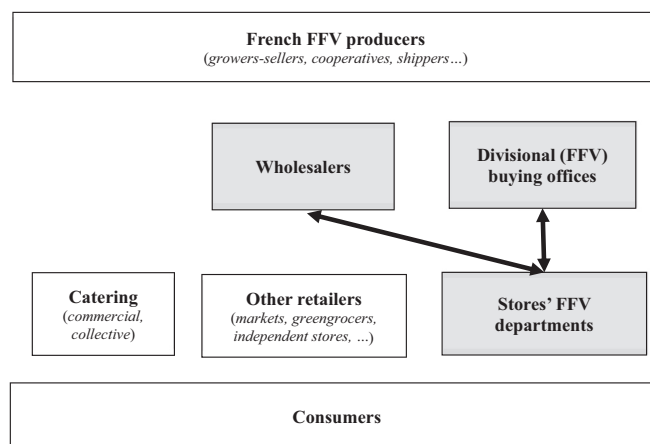 French FFV producers
(growers-sellers, cooperatives, shippers…)
Wholesalers
Divisional (FFV)
buying offices
Catering
(commercial,
collective)
Other retailers
(markets, greengrocers,
independent stores, …)
Stores’ FFV
departments
Consumers